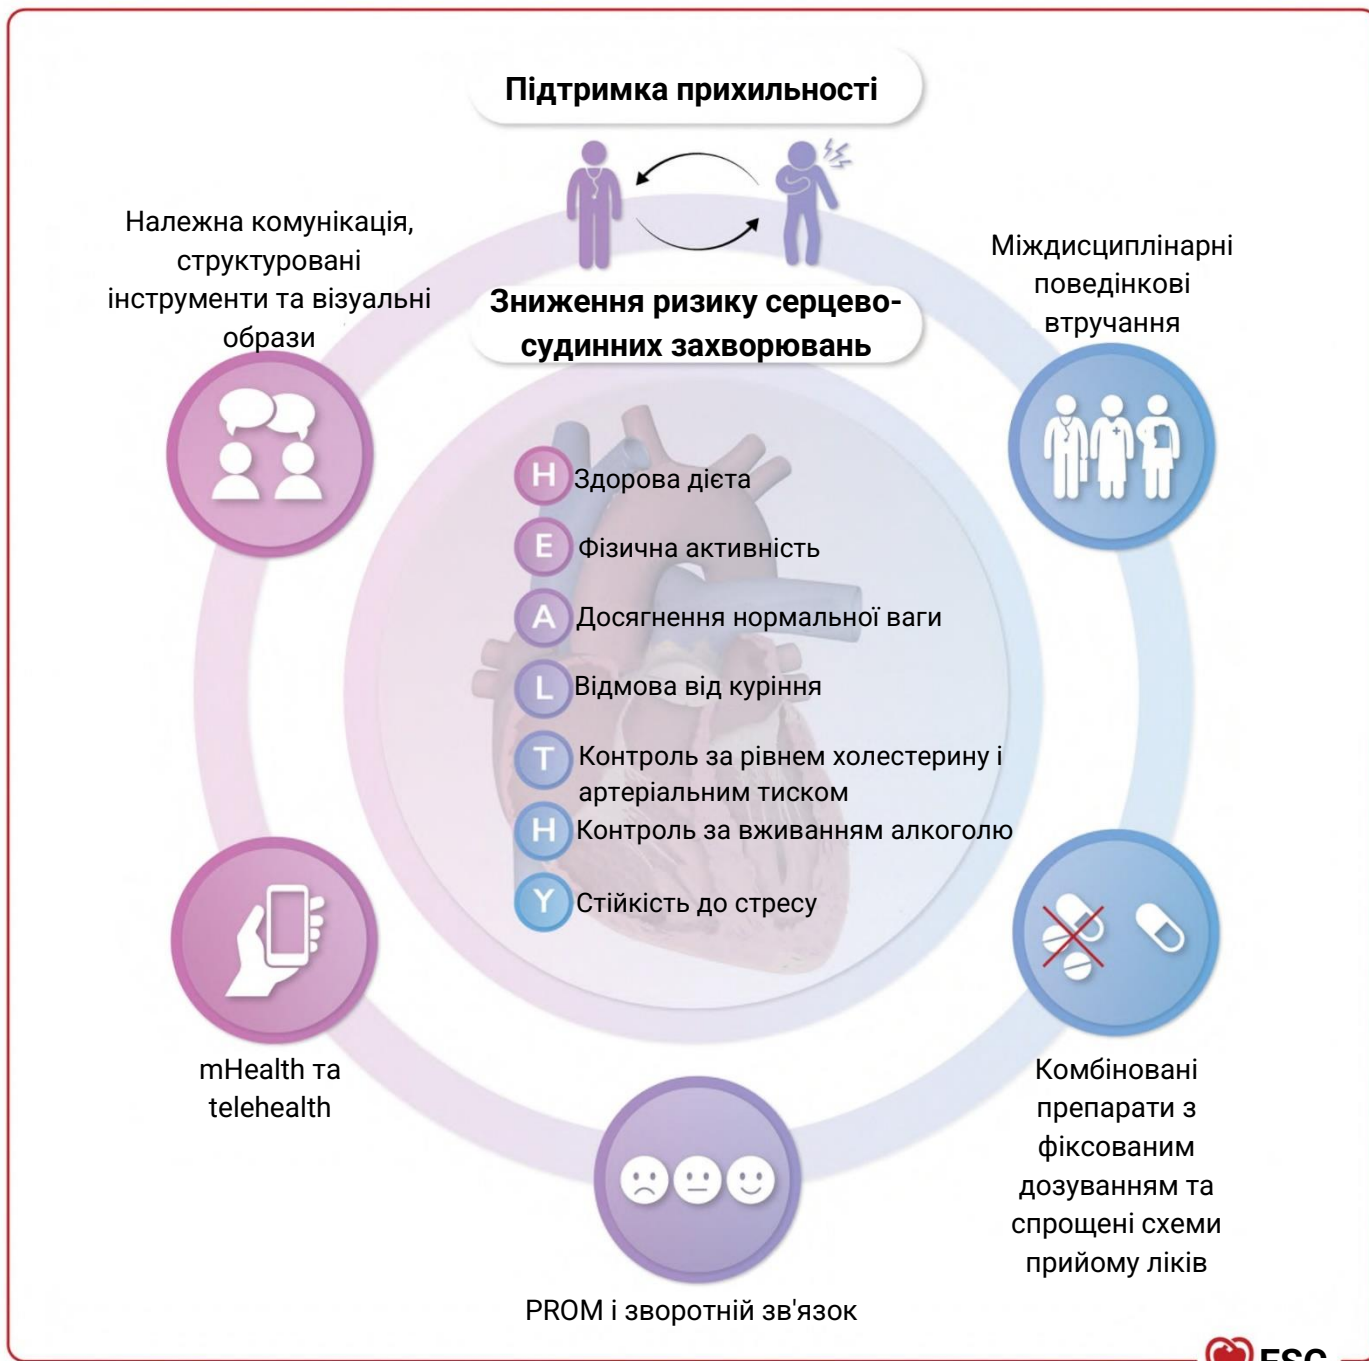 Підтримка прихильності
Належна комунікація,
структуровані
інструменти та візуальні
образи
Міждисциплінарні
поведінкові
втручання
Зниження ризику серцево-
судинних захворювань
H Здорова дієта
E Фізична активність
A Досягнення нормальної ваги
L Відмова від куріння
T Контроль за рівнем холестерину і
артеріальним тиском
H Контроль за вживанням алкоголю
Y Стійкість до стресу
mHealth та
telehealth
Комбіновані
препарати з
фіксованим
дозуванням та
спрощені схеми
прийому ліків
PROM і зворотній зв'язок
ESC